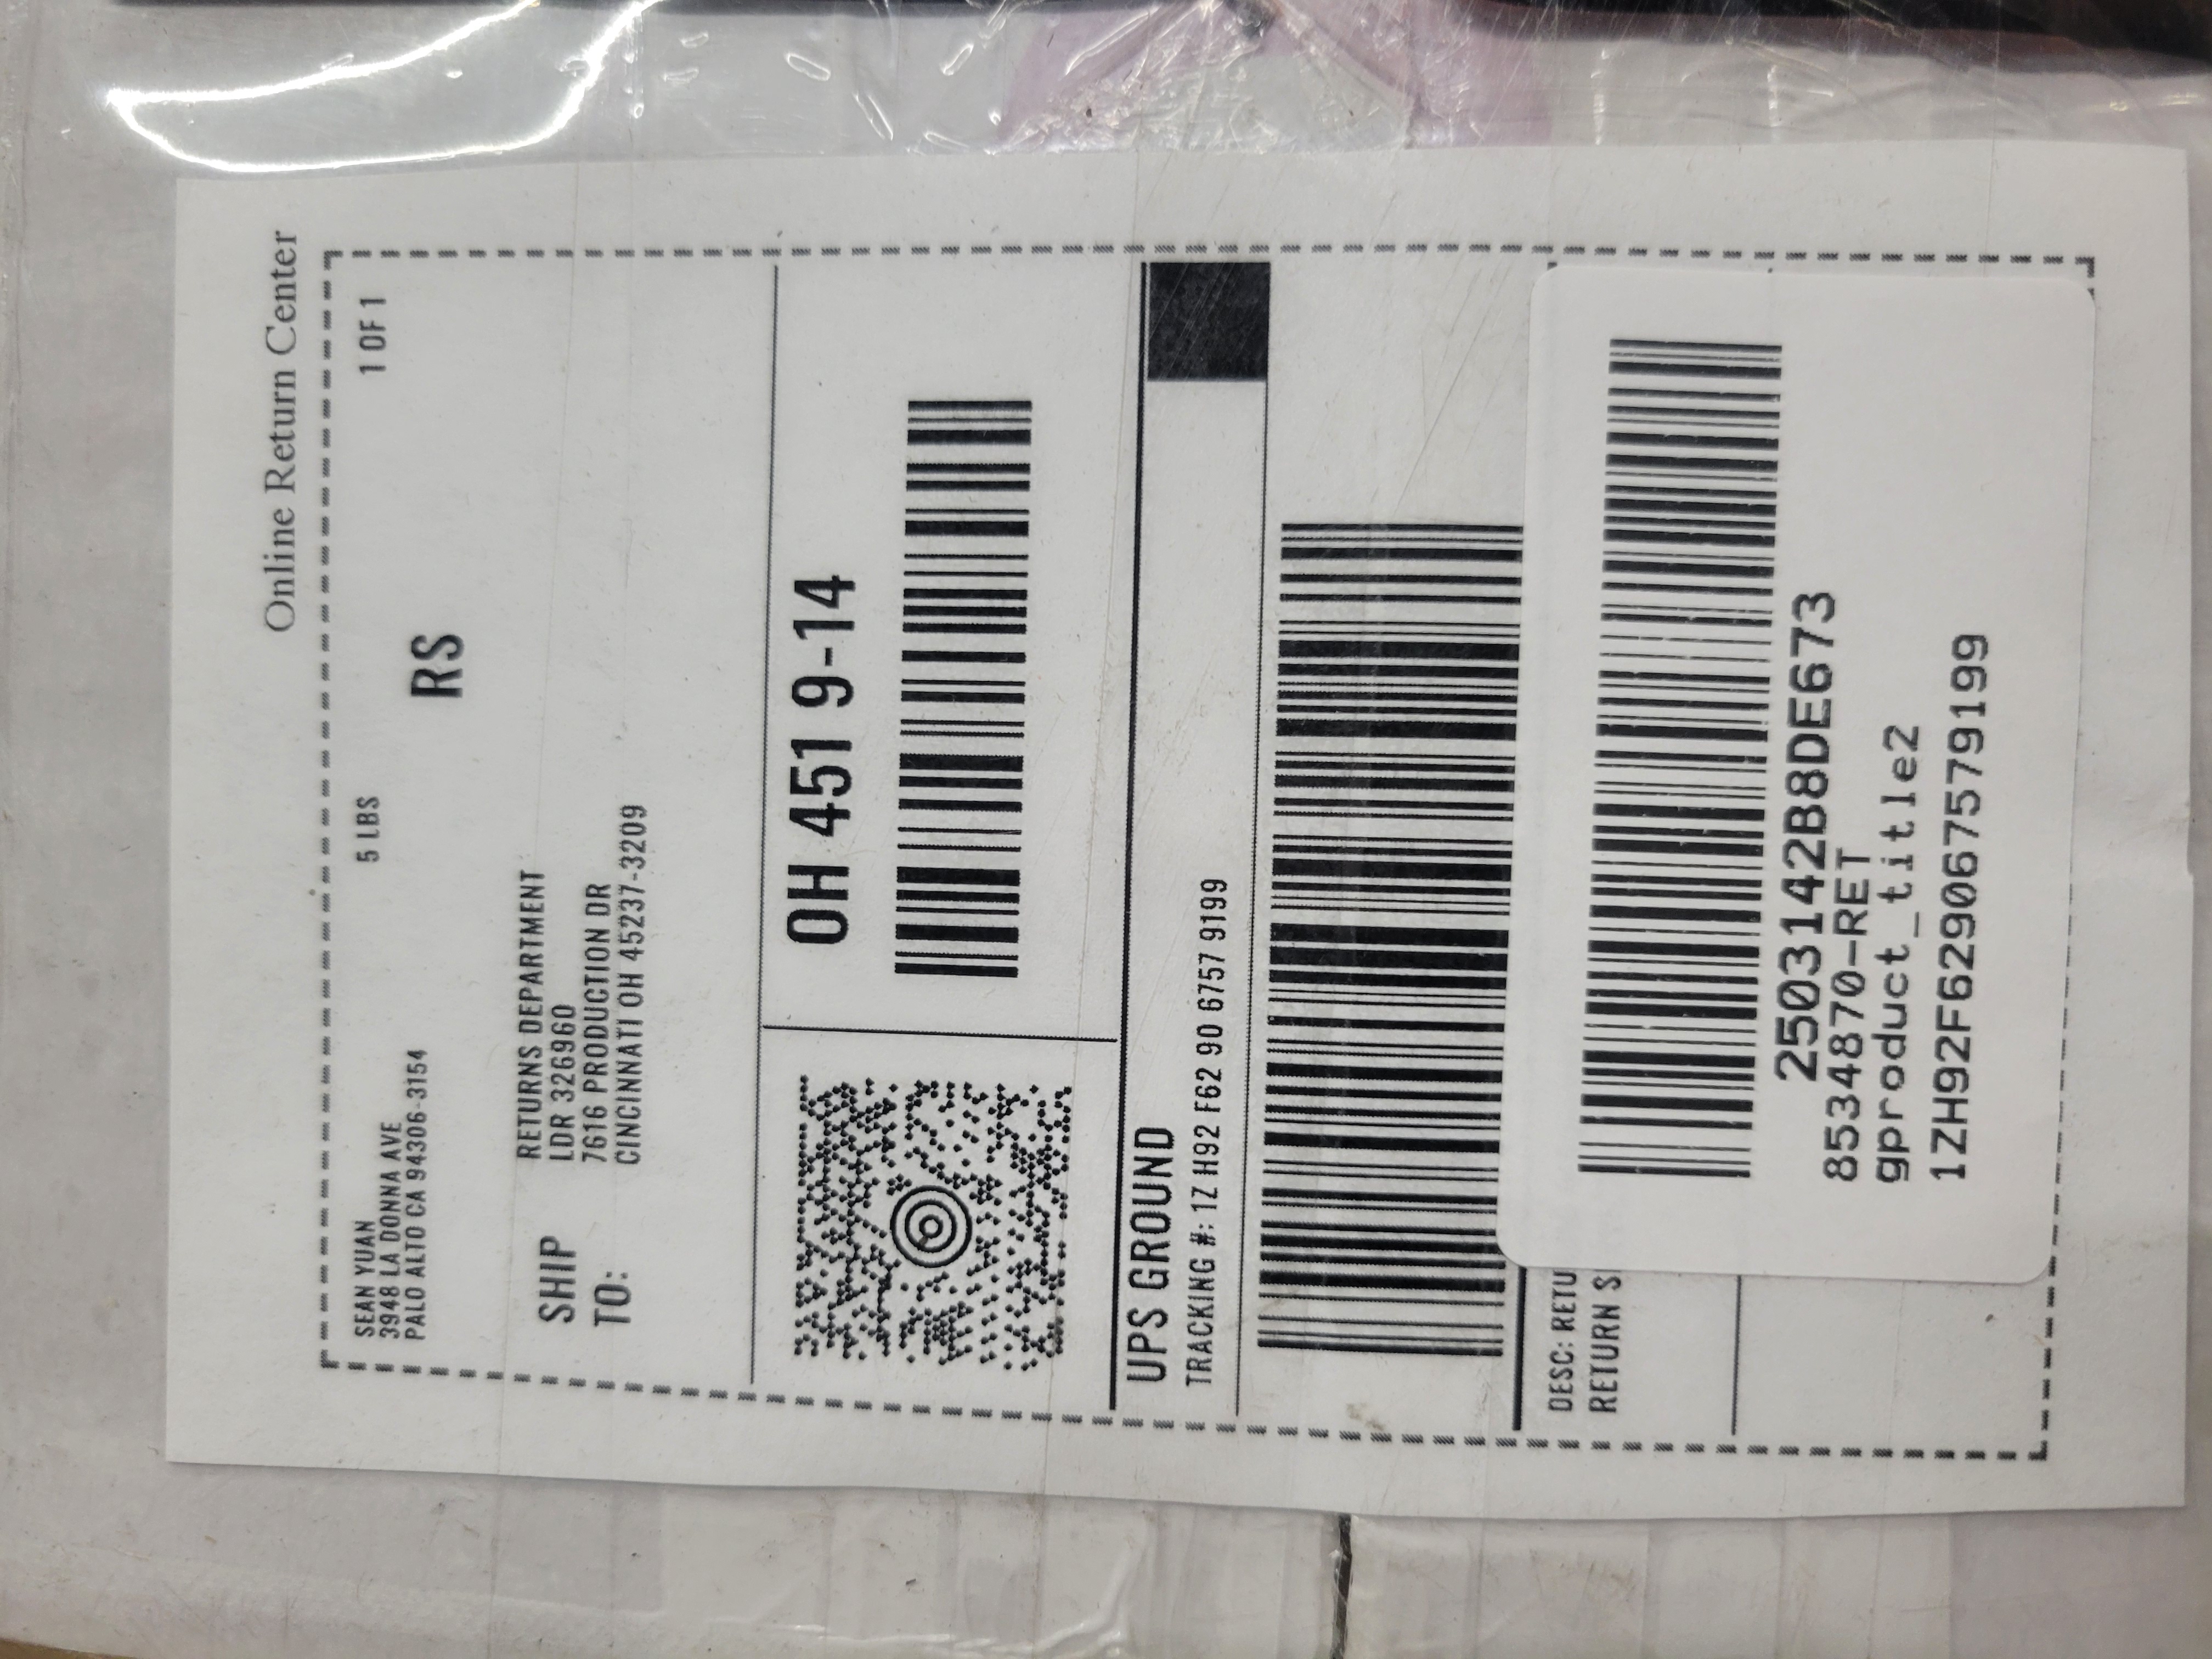 Online Return Center
SEAN YUAN
3948 LA DONNA AVE
PALO ALTO CA 94306-3154
5 LBS
1 OF 1
RS
SHIP
TO:
RETURNS DEPARTMENT
LDR 326960
7616 PRODUCTION DR
CINCINNATI OH 45237-3209
OH 451 9-14
UPS GROUND
TRACKING #: 1Z H92 F62 90 6757 9199
DESC: RETU
RETURN S
2503142B8DE673
8534870-RET
gproduct_title2
1ZH92F629067579199